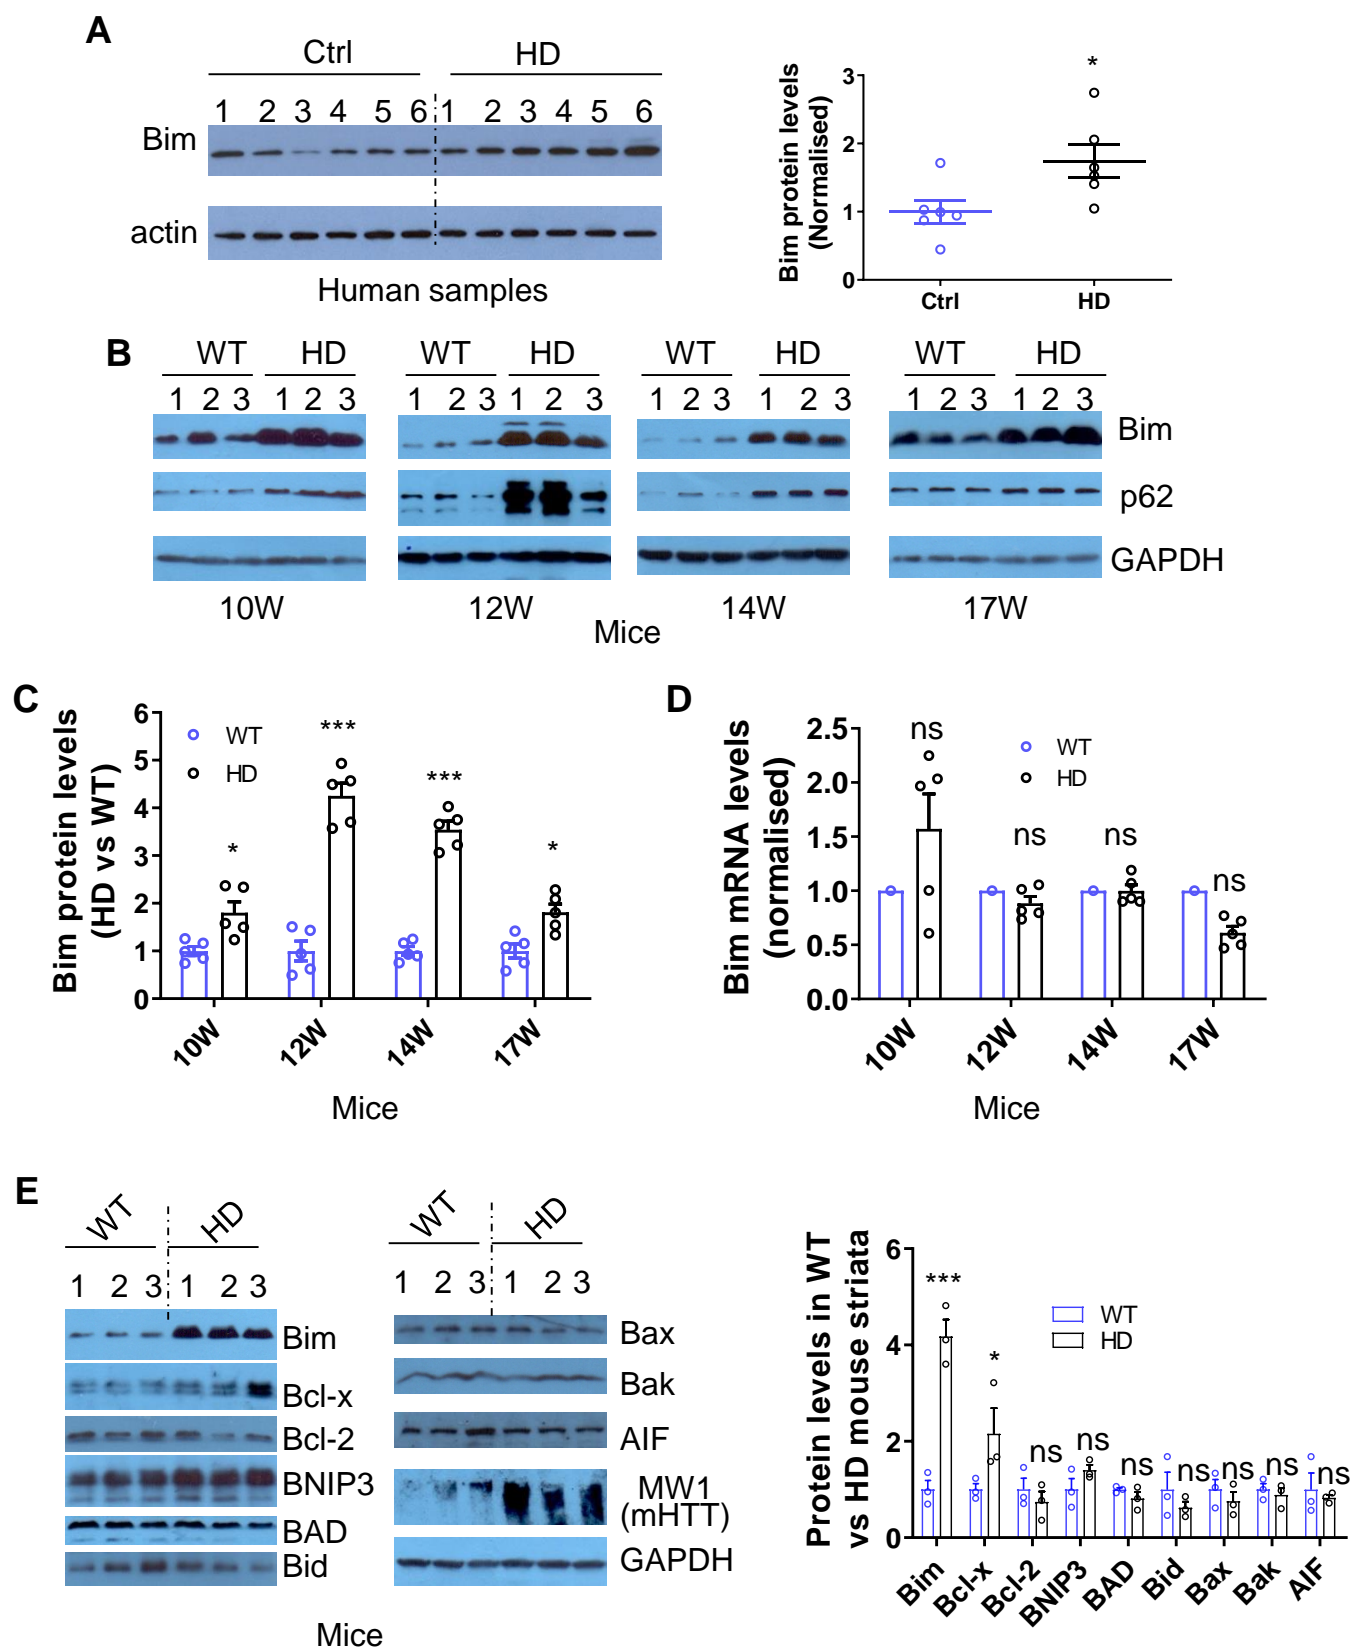 A
Ctrl HD
1 2 3 4 5 6 1 2 3 4 5 6
Bim
actin
Human samples
Bim protein levels
(Normalised)
3
2
1
0
*
Ctrl HD
B
WT HD WT HD WT HD WT HD
1 2 3 1 2 3 1 2 3 1 2 3 1 2 3 1 2 3 1 2 3 1 2 3
Bim
p62
GAPDH
10W 12W 14W 17W
Mice
C
Bim protein levels
(HD vs WT)
6
5
4
3
2
1
0
WT
HD
* *** *** *
10W 12W 14W 17W
Mice
D
Bim mRNA levels
(normalised)
2.5
2.0
1.5
1.0
0.5
0.0
WT
HD
ns ns ns ns
10W 12W 14W 17W
Mice
E
WT HD
1 2 3 1 2 3
Bim
Bcl-x
Bcl-2
BNIP3
BAD
Bid
WT HD
1 2 3 1 2 3
Bax
Bak
AIF
MW1
(mHTT)
GAPDH
Mice
Protein levels in WT
vs HD mouse striata
6
4
2
0
WT
HD
*** * ns ns ns ns ns ns ns
Bim Bcl-x Bcl-2 BNIP3 BAD Bid Bax Bak AIF